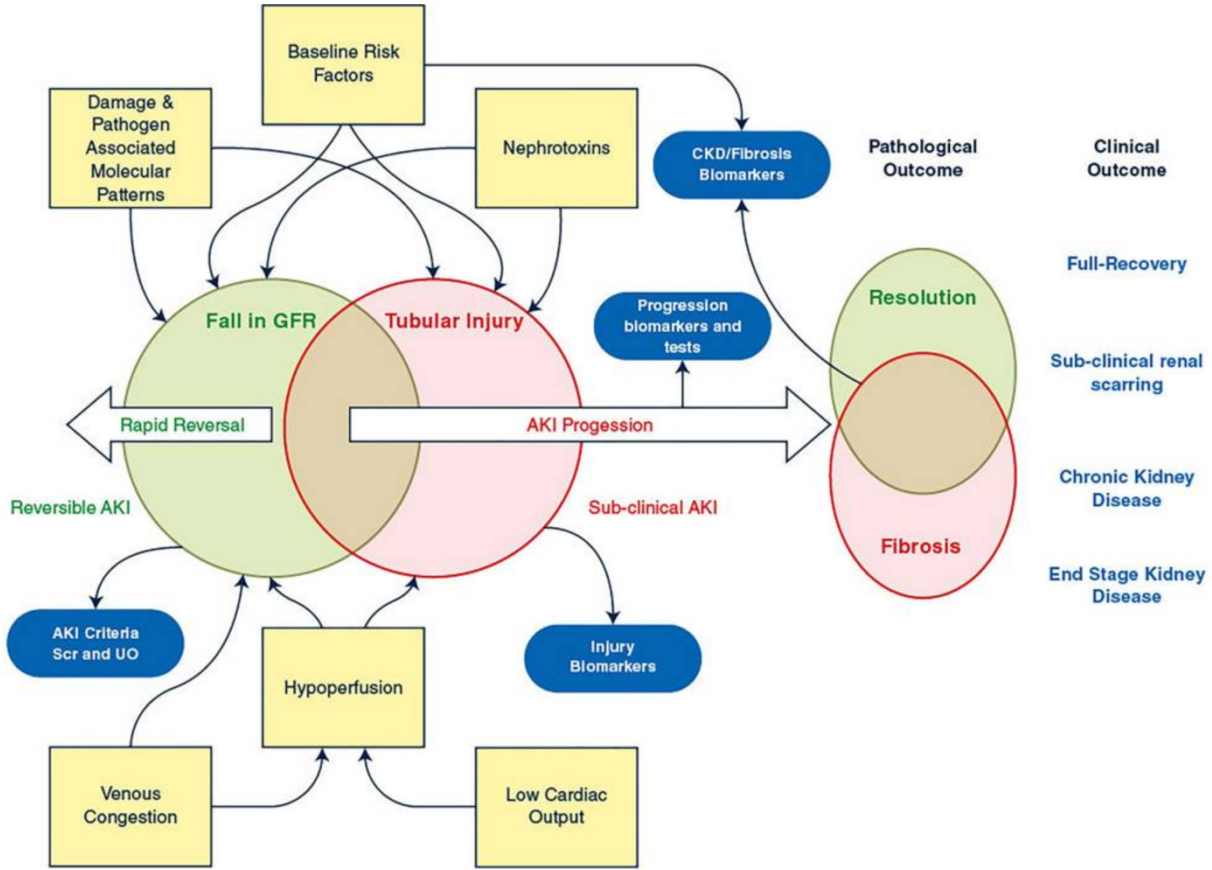 Baseline Risk
Factors
Damage &
Pathogen
Associated
Molecular
Patterns
Nephrotoxins
CKD/Fibrosis
Biomarkers
Pathological
Outcome
Clinical
Outcome
Full-Recovery
Resolution
Fall in GFR
Tubular Injury
Progression
biomarkers and
tests
Sub-clinical renal
scarring
Rapid Reversal
AKI Progession
Chronic Kidney
Disease
Reversible AKI
Sub-clinical AKI
Fibrosis
End Stage Kidney
Disease
AKI Criteria
Scr and UO
Injury
Biomarkers
Hypoperfusion
Venous
Congestion
Low Cardiac
Output